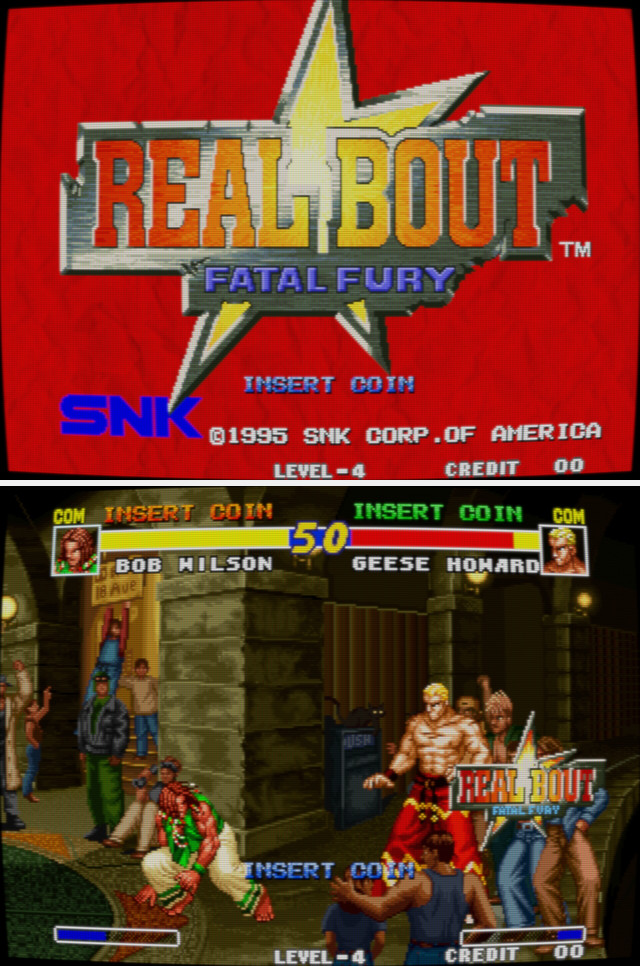 REAL BOUT
TM
FATAL FURY
INSERT COIN
SNK
©1995 SNK CORP.OF AMERICA
LEVEL-4 CREDIT 00
COM INSERT COIN 50 INSERT COIN COM
BOB WILSON GEESE HOWARD
18 Ave
REAL BOUT
FATAL FURY
INSERT COIN
LEVEL-4 CREDIT 00